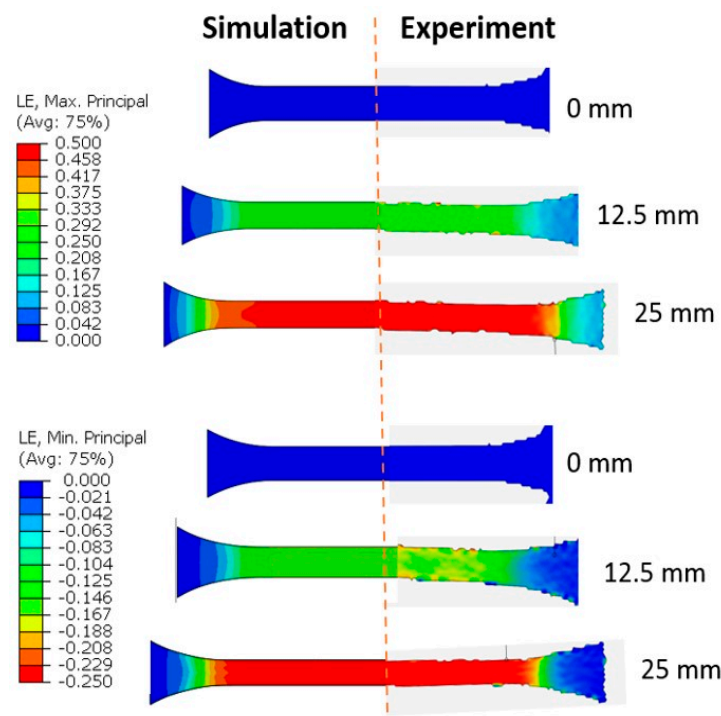 Simulation Experiment
LE, Max. Principal
(Avg: 75%)
0.500
0.458
0.417
0.375
0.333
0.292
0.250
0.208
0.167
0.125
0.083
0.042
0.000
0 mm
12.5 mm
25 mm
LE, Min. Principal
(Avg: 75%)
0.000
-0.021
-0.042
-0.063
-0.083
-0.104
-0.125
-0.146
-0.167
-0.188
-0.208
-0.229
-0.250
0 mm
12.5 mm
25 mm